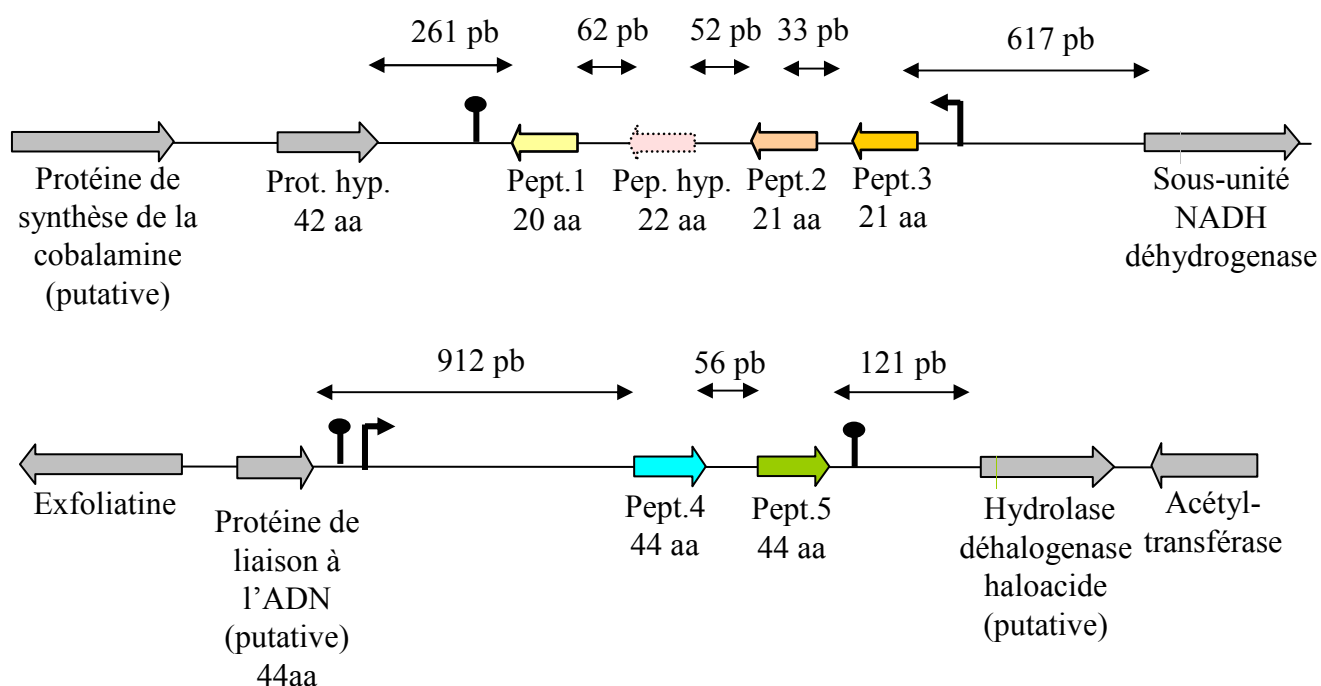 261 pb
62 pb
52 pb
33 pb
617 pb
Protéine de
synthèse de la
cobalamine
(putative)
Prot. hyp.
42 aa
Pept.1
20 aa
Pep. hyp.
22 aa
Pept.2
21 aa
Pept.3
21 aa
Sous-unité
NADH
déhydrogenase
912 pb
56 pb
121 pb
Exfoliatine
Protéine de
liaison à
l’ADN
(putative)
44aa
Pept.4
44 aa
Pept.5
44 aa
Hydrolase
déhalogenase
haloacide
(putative)
Acétyl-
transférase